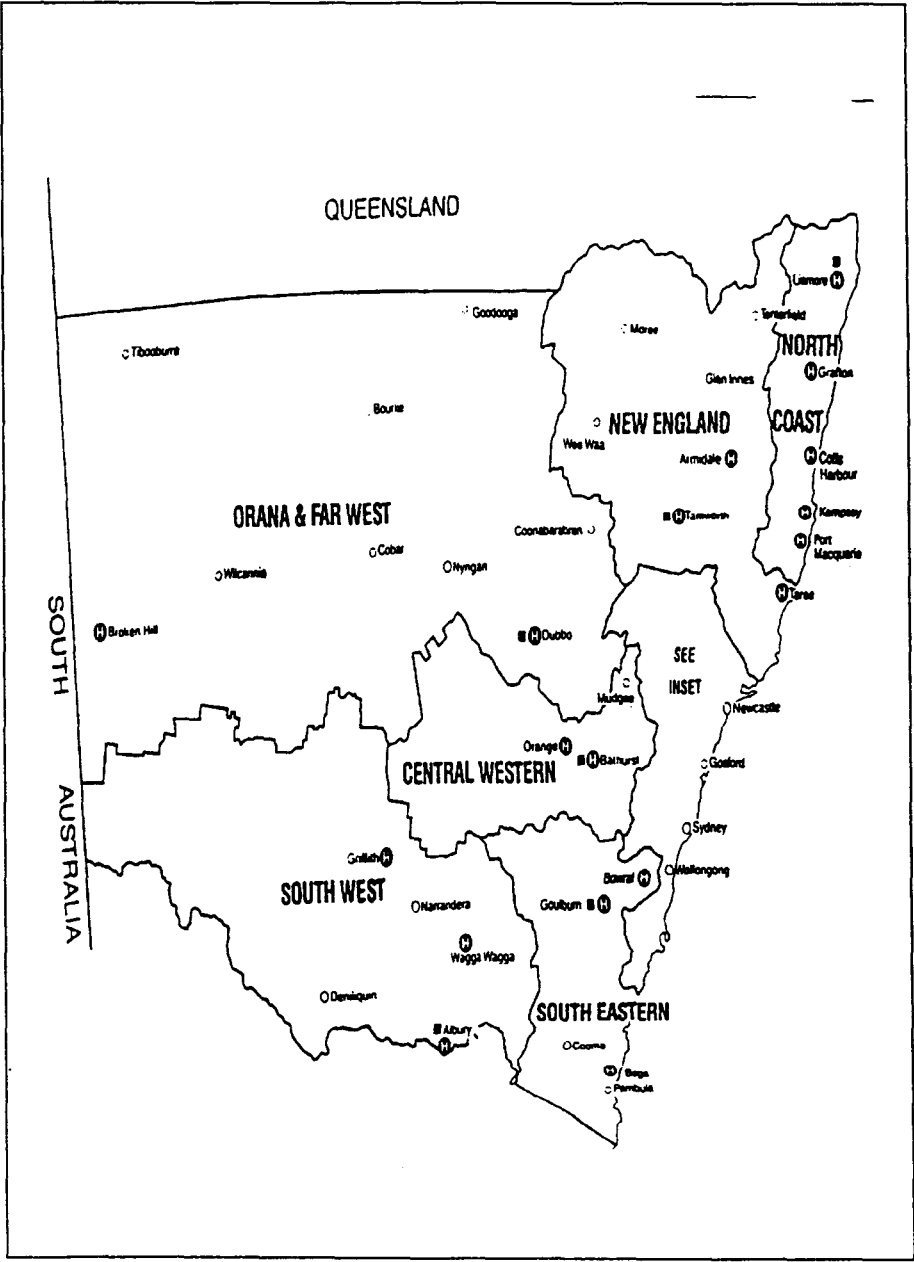 QUEENSLAND
Lismore H
Goodooga
Tenterfield
Moree
Tibooburra
NORTH
H Grafton
Glen Innes
Bourke
COAST
NEW ENGLAND
Wee Waa
Armidale H
H Coffs
Harbour
ORANA & FAR WEST
H Tamworth
H Kempsey
Coonabarabran
H Port
Macquarie
Cobar
Nyngan
Wilcannia
H Taree
SOUTH
H Broken Hill
H Dubbo
SEE
INSET
Mudgee
Newcastle
Orange H
H Bathurst
Gosford
CENTRAL WESTERN
AUSTRALIA
Sydney
Griffith H
Wollongong
Bowral H
SOUTH WEST
Narrandera
Goulburn H
H
Wagga Wagga
Deniliquin
SOUTH EASTERN
Albury
H
Cooma
H Bega
Pambula